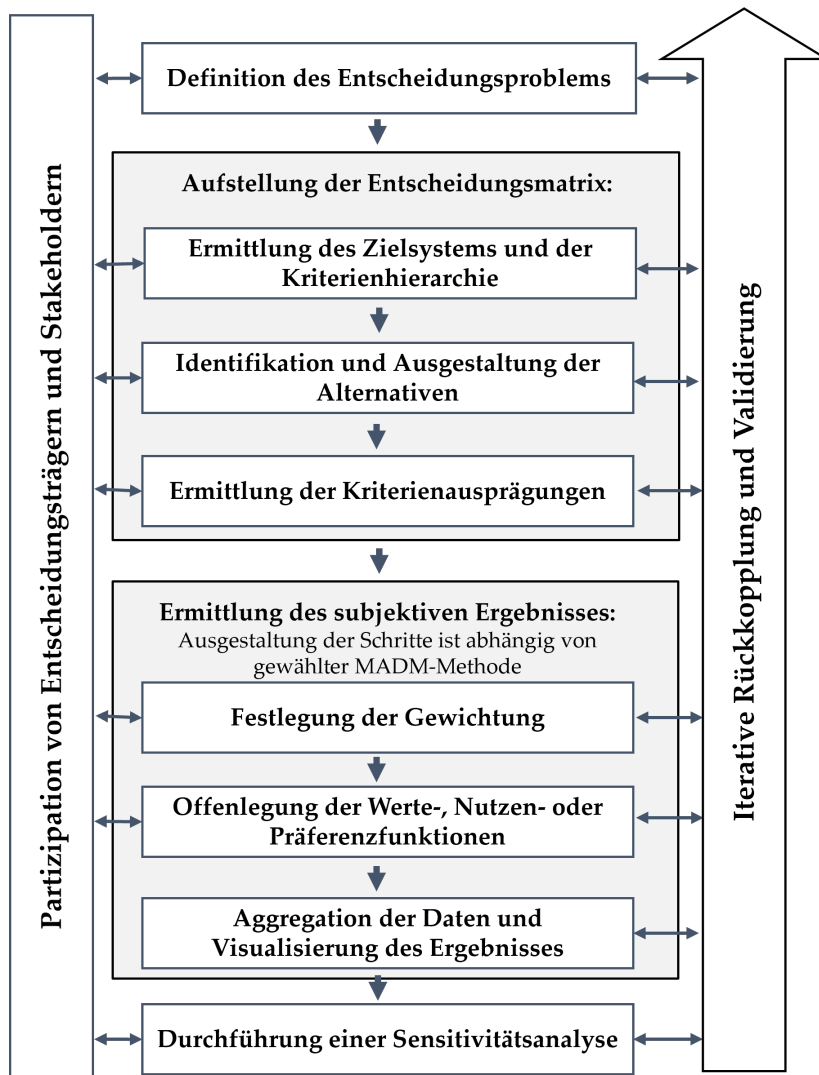 Partizipation von Entscheidungsträgern und Stakeholdern
Definition des Entscheidungsproblems
Aufstellung der Entscheidungsmatrix:
Ermittlung des Zielsystems und der
Kriterienhierarchie
Identifikation und Ausgestaltung der
Alternativen
Ermittlung der Kriterienausprägungen
Ermittlung des subjektiven Ergebnisses:
Ausgestaltung der Schritte ist abhängig von
gewählter MADM-Methode
Festlegung der Gewichtung
Offenlegung der Werte-, Nutzen- oder
Präferenzfunktionen
Aggregation der Daten und
Visualisierung des Ergebnisses
Durchführung einer Sensitivitätsanalyse
Iterative Rückkopplung und Validierung